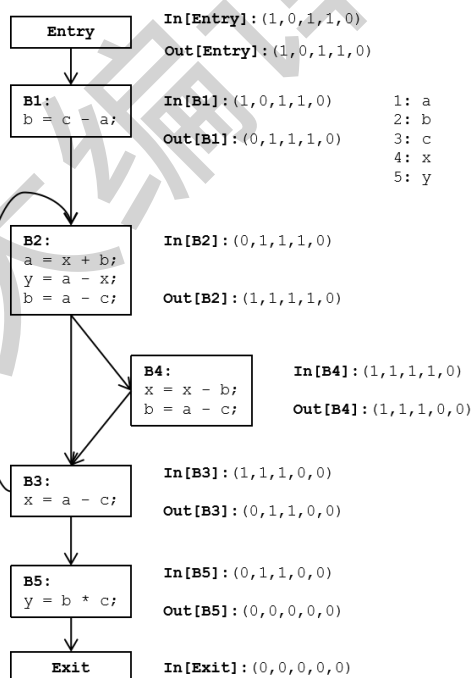 Entry
In[Entry]:(1,0,1,1,0)
Out[Entry]:(1,0,1,1,0)
B1:
b = c - a;
In[B1]:(1,0,1,1,0)
Out[B1]:(0,1,1,1,0)
1: a
2: b
3: c
4: x
5: y
B2:
a = x + b;
y = a - x;
b = a - c;
In[B2]:(0,1,1,1,0)
Out[B2]:(1,1,1,1,0)
B4:
x = x - b;
b = a - c;
In[B4]:(1,1,1,1,0)
Out[B4]:(1,1,1,0,0)
B3:
x = a - c;
In[B3]:(1,1,1,0,0)
Out[B3]:(0,1,1,0,0)
B5:
y = b * c;
In[B5]:(0,1,1,0,0)
Out[B5]:(0,0,0,0,0)
Exit
In[Exit]:(0,0,0,0,0)